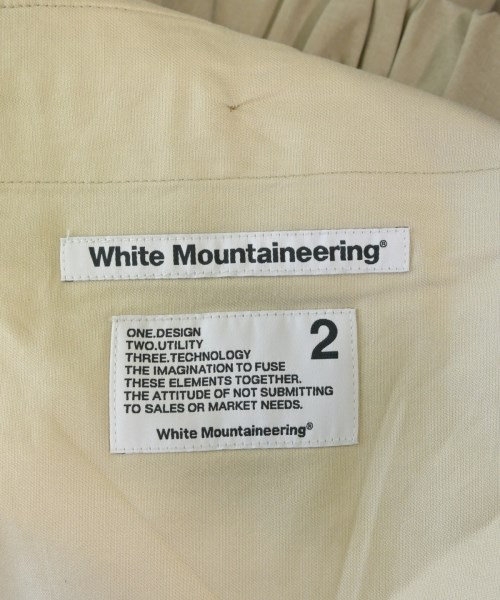 White Mountaineering®
2
ONE.DESIGN
TWO.UTILITY
THREE.TECHNOLOGY
THE IMAGINATION TO FUSE
THESE ELEMENTS TOGETHER.
THE ATTITUDE OF NOT SUBMITTING
TO SALES OR MARKET NEEDS.
White Mountaineering®